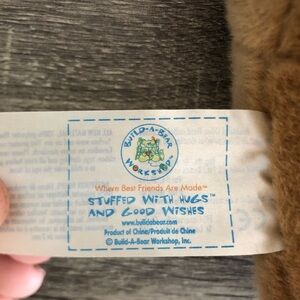 BUILD-A-BEAR
WORKSHOP™
Where Best Friends Are Made™
STUFFED WITH HUGS™
AND GOOD WISHES
www.buildabear.com
Product of China/Produit de Chine
© Build-A-Bear Workshop, Inc.